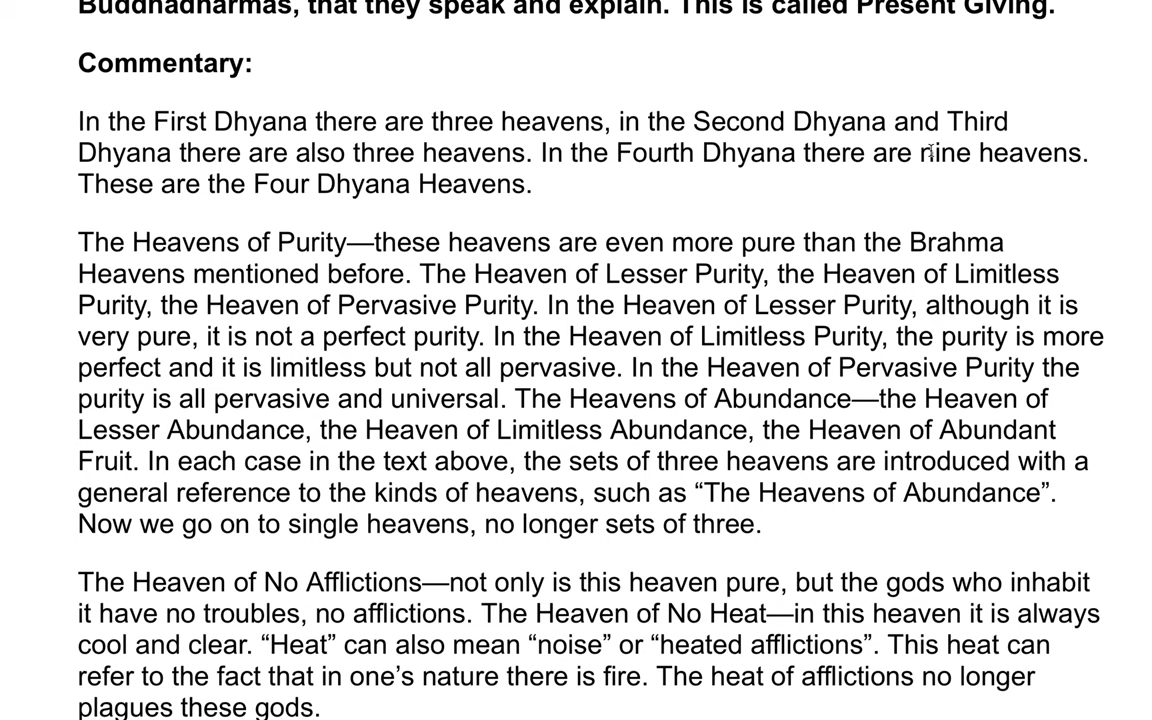 Buddhadharmas, that they speak and explain. This is called Present Giving.
Commentary:
In the First Dhyana there are three heavens, in the Second Dhyana and Third
Dhyana there are also three heavens. In the Fourth Dhyana there are nine heavens.
These are the Four Dhyana Heavens.
The Heavens of Purity—these heavens are even more pure than the Brahma
Heavens mentioned before. The Heaven of Lesser Purity, the Heaven of Limitless
Purity, the Heaven of Pervasive Purity. In the Heaven of Lesser Purity, although it is
very pure, it is not a perfect purity. In the Heaven of Limitless Purity, the purity is more
perfect and it is limitless but not all pervasive. In the Heaven of Pervasive Purity the
purity is all pervasive and universal. The Heavens of Abundance—the Heaven of
Lesser Abundance, the Heaven of Limitless Abundance, the Heaven of Abundant
Fruit. In each case in the text above, the sets of three heavens are introduced with a
general reference to the kinds of heavens, such as “The Heavens of Abundance”.
Now we go on to single heavens, no longer sets of three.
The Heaven of No Afflictions—not only is this heaven pure, but the gods who inhabit
it have no troubles, no afflictions. The Heaven of No Heat—in this heaven it is always
cool and clear. “Heat” can also mean “noise” or “heated afflictions”. This heat can
refer to the fact that in one’s nature there is fire. The heat of afflictions no longer
plagues these gods.